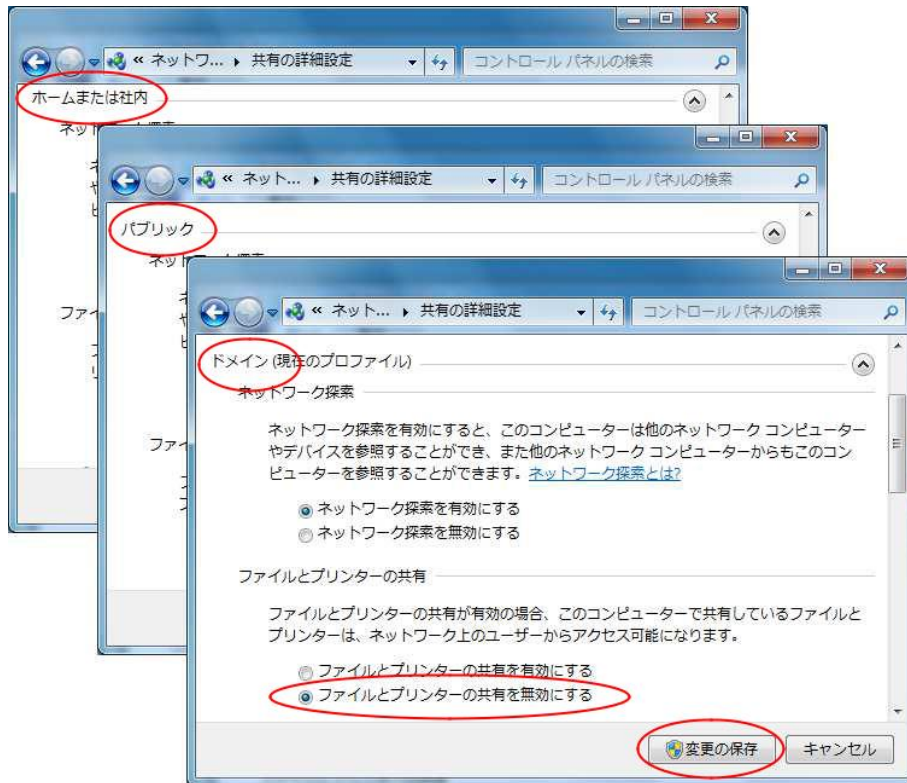 « ネットワ... ▸ 共有の詳細設定
コントロール パネルの検索
ホームまたは社内
« ネット... ▸ 共有の詳細設定
コントロール パネルの検索
パブリック
« ネット... ▸ 共有の詳細設定
コントロール パネルの検索
ドメイン (現在のプロファイル)
ネットワーク探索
ネットワーク探索を有効にすると、このコンピューターは他のネットワーク コンピューター
やデバイスを参照することができ、また他のネットワーク コンピューターからもこのコン
ピューターを参照することができます。ネットワーク探索とは?
ネットワーク探索を有効にする
ネットワーク探索を無効にする
ファイルとプリンターの共有
ファイルとプリンターの共有が有効の場合、このコンピューターで共有しているファイルと
プリンターは、ネットワーク上のユーザーからアクセス可能になります。
ファイルとプリンターの共有を有効にする
ファイルとプリンターの共有を無効にする
変更の保存
キャンセル